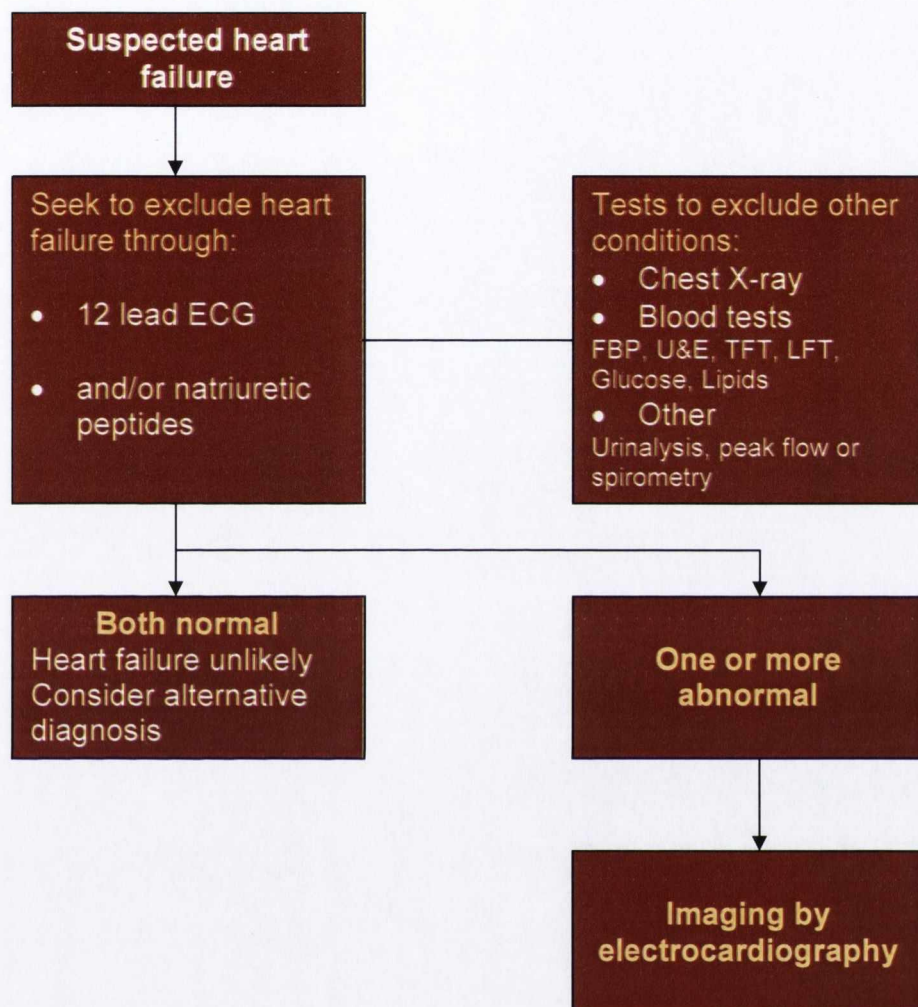 Suspected heart
failure
Seek to exclude heart
failure through:
• 12 lead ECG
• and/or natriuretic
peptides
Tests to exclude other
conditions:
• Chest X-ray
• Blood tests
FBP, U&E, TFT, LFT,
Glucose, Lipids
• Other
Urinalysis, peak flow or
spirometry
Both normal
Heart failure unlikely
Consider alternative
diagnosis
One or more
abnormal
Imaging by
electrocardiography